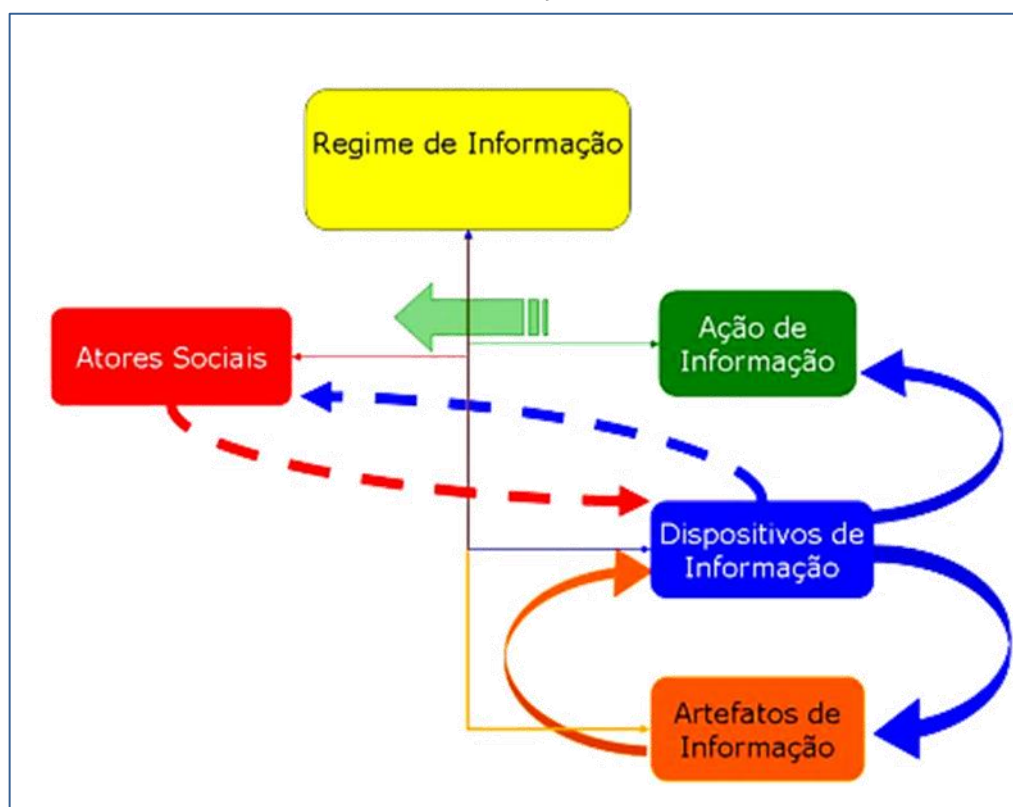 Regime de Informação
Ação de
Informação
Atores Sociais
Dispositivos de
Informação
Artefatos de
Informação